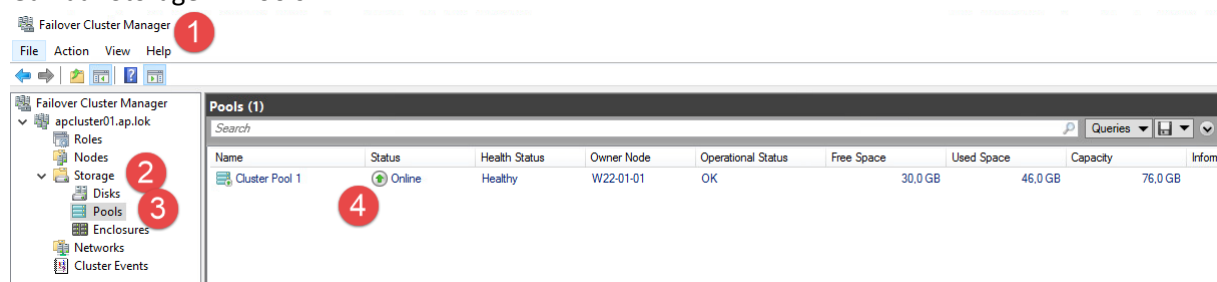 Failover Cluster Manager
1
File Action View Help
Failover Cluster Manager
apcluster01.ap.lok
Roles
Nodes
Storage
2
Disks
Pools
3
Enclosures
Networks
Cluster Events
Pools (1)
Search
Queries
Name Status Health Status Owner Node Operational Status Free Space Used Space Capacity Inform
Cluster Pool 1 Online Healthy W22-01-01 OK 30,0 GB 46,0 GB 76,0 GB
4